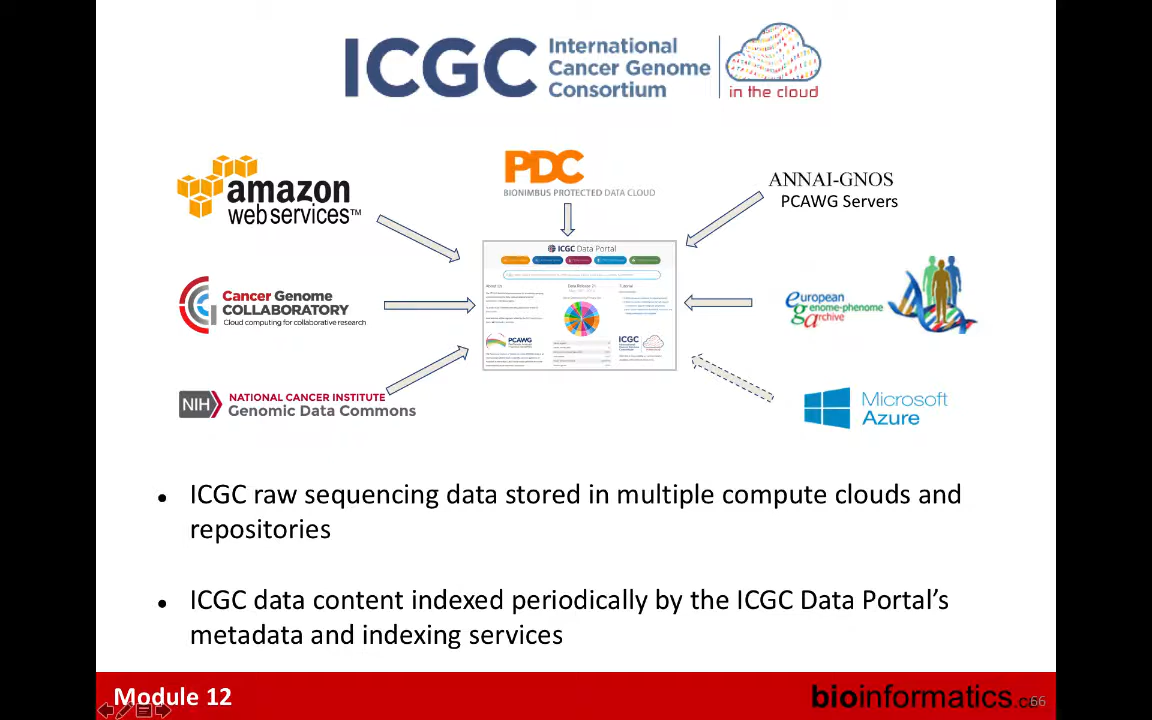 ICGC International Cancer Genome Consortium in the cloud
amazon web services™
PDC
BIONIMBUS PROTECTED DATA CLOUD
ANNAI-GNOS
PCAWG Servers
ICGC Data Portal
Cancer Genome
COLLABORATORY
Cloud computing for collaborative research
PCAWG
ICGC
european
genome-phenome
archive
NIH NATIONAL CANCER INSTITUTE
Genomic Data Commons
Microsoft
Azure
● ICGC raw sequencing data stored in multiple compute clouds and
repositories
● ICGC data content indexed periodically by the ICGC Data Portal’s
metadata and indexing services
Module 12
bioinformatics.c
66